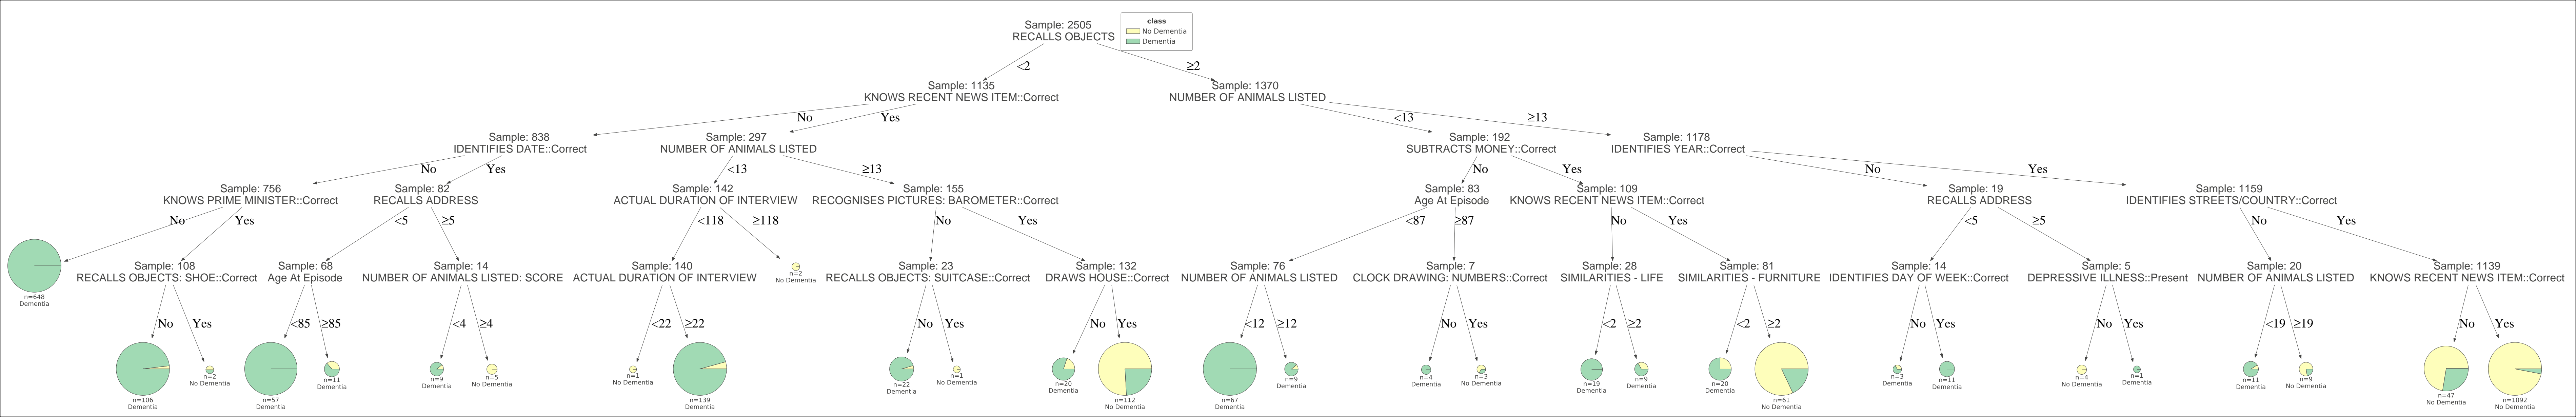 Sample: 2505
RECALLS OBJECTS
class
No Dementia
Dementia
<2
≥2
Sample: 1135
KNOWS RECENT NEWS ITEM::Correct
Sample: 1370
NUMBER OF ANIMALS LISTED
No
Yes
<13
≥13
Sample: 838
IDENTIFIES DATE::Correct
Sample: 297
NUMBER OF ANIMALS LISTED
Sample: 192
SUBTRACTS MONEY::Correct
Sample: 1178
IDENTIFIES YEAR::Correct
No
Yes
<13
≥13
No
Yes
No
Yes
Sample: 756
KNOWS PRIME MINISTER::Correct
Sample: 82
RECALLS ADDRESS
Sample: 142
ACTUAL DURATION OF INTERVIEW
Sample: 155
RECOGNISES PICTURES: BAROMETER::Correct
Sample: 83
Age At Episode
Sample: 109
KNOWS RECENT NEWS ITEM::Correct
Sample: 19
RECALLS ADDRESS
Sample: 1159
IDENTIFIES STREETS/COUNTRY::Correct
No
Yes
<5
≥5
<118
≥118
No
Yes
<87
≥87
No
Yes
<5
≥5
No
Yes
n=648
Dementia
Sample: 108
RECALLS OBJECTS: SHOE::Correct
Sample: 68
Age At Episode
Sample: 14
NUMBER OF ANIMALS LISTED: SCORE
Sample: 140
ACTUAL DURATION OF INTERVIEW
n=2
No Dementia
Sample: 23
RECALLS OBJECTS: SUITCASE::Correct
Sample: 132
DRAWS HOUSE::Correct
Sample: 76
NUMBER OF ANIMALS LISTED
Sample: 7
CLOCK DRAWING: NUMBERS::Correct
Sample: 28
SIMILARITIES - LIFE
Sample: 81
SIMILARITIES - FURNITURE
Sample: 14
IDENTIFIES DAY OF WEEK::Correct
Sample: 5
DEPRESSIVE ILLNESS::Present
Sample: 20
NUMBER OF ANIMALS LISTED
Sample: 1139
KNOWS RECENT NEWS ITEM::Correct
No
Yes
<85
≥85
<4
≥4
<22
≥22
No
Yes
No
Yes
<12
≥12
No
Yes
<2
≥2
<2
≥2
No
Yes
No
Yes
<19
≥19
No
Yes
n=106
Dementia
n=2
No Dementia
n=57
Dementia
n=11
Dementia
n=9
Dementia
n=5
No Dementia
n=1
No Dementia
n=139
Dementia
n=22
Dementia
n=1
No Dementia
n=20
Dementia
n=112
No Dementia
n=67
Dementia
n=9
Dementia
n=4
Dementia
n=3
No Dementia
n=19
Dementia
n=9
Dementia
n=20
Dementia
n=61
No Dementia
n=3
Dementia
n=11
Dementia
n=4
No Dementia
n=1
Dementia
n=11
Dementia
n=9
No Dementia
n=47
No Dementia
n=1092
No Dementia